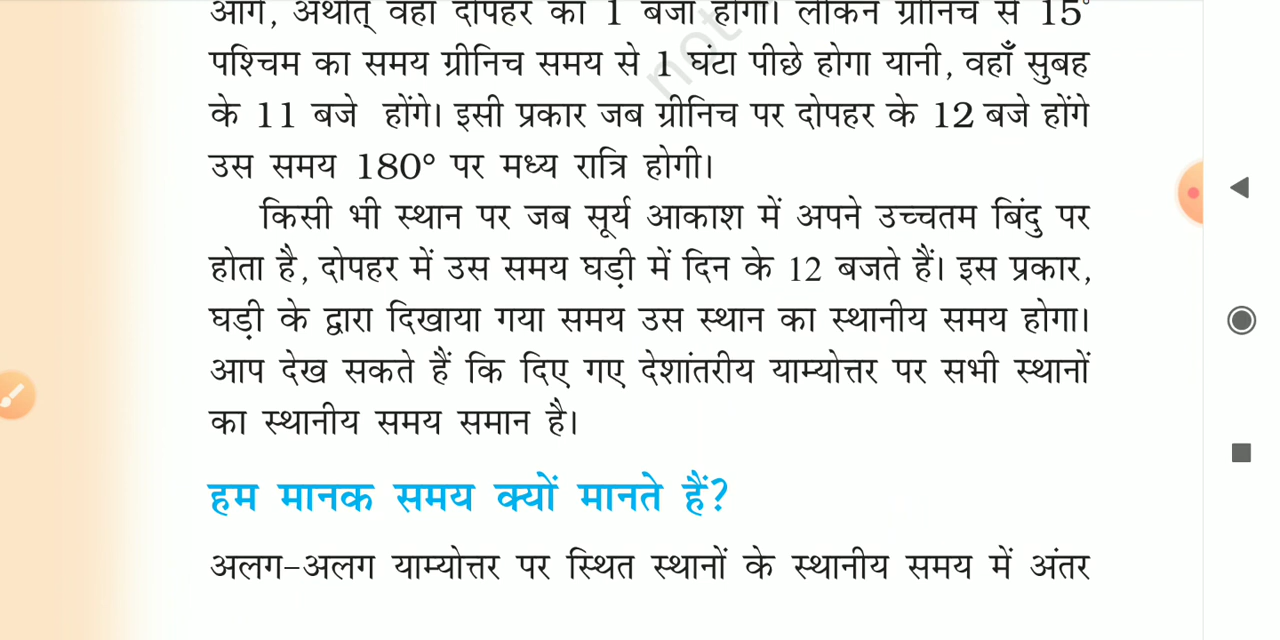 आगे, अर्थात् वहाँ दोपहर का 1 बजा होगा। लेकिन ग्रीनिच से 15°
पश्चिम का समय ग्रीनिच समय से 1 घंटा पीछे होगा यानी, वहाँ सुबह
के 11 बजे होंगे। इसी प्रकार जब ग्रीनिच पर दोपहर के 12 बजे होंगे
उस समय 180° पर मध्य रात्रि होगी।
किसी भी स्थान पर जब सूर्य आकाश में अपने उच्चतम बिंदु पर
होता है, दोपहर में उस समय घड़ी में दिन के 12 बजते हैं। इस प्रकार,
घड़ी के द्वारा दिखाया गया समय उस स्थान का स्थानीय समय होगा।
आप देख सकते हैं कि दिए गए देशांतरीय याम्योत्तर पर सभी स्थानों
का स्थानीय समय समान है।
हम मानक समय क्यों मानते हैं?
अलग–अलग याम्योत्तर पर स्थित स्थानों के स्थानीय समय में अंतर
not